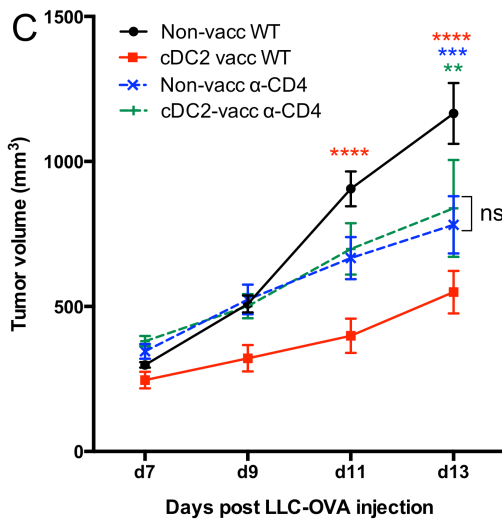 C
Non-vacc WT
cDC2 vacc WT
Non-vacc α-CD4
cDC2-vacc α-CD4
****
***
**
****
ns
Tumor volume (mm³)
1500
1000
500
0
d7 d9 d11 d13
Days post LLC-OVA injection